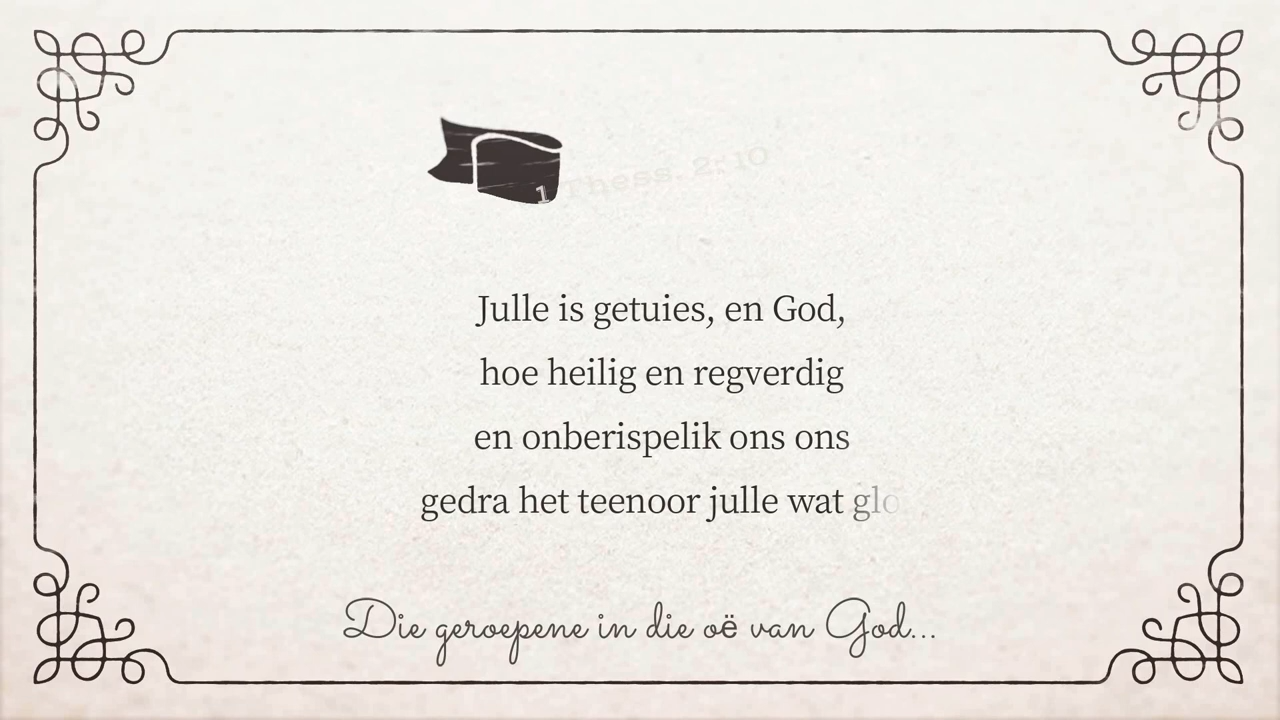 1 Thess. 2:10
Julle is getuies, en God,
hoe heilig en regverdig
en onberispelik ons ons
gedra het teenoor julle wat glo
Die geroepene in die oë van God...